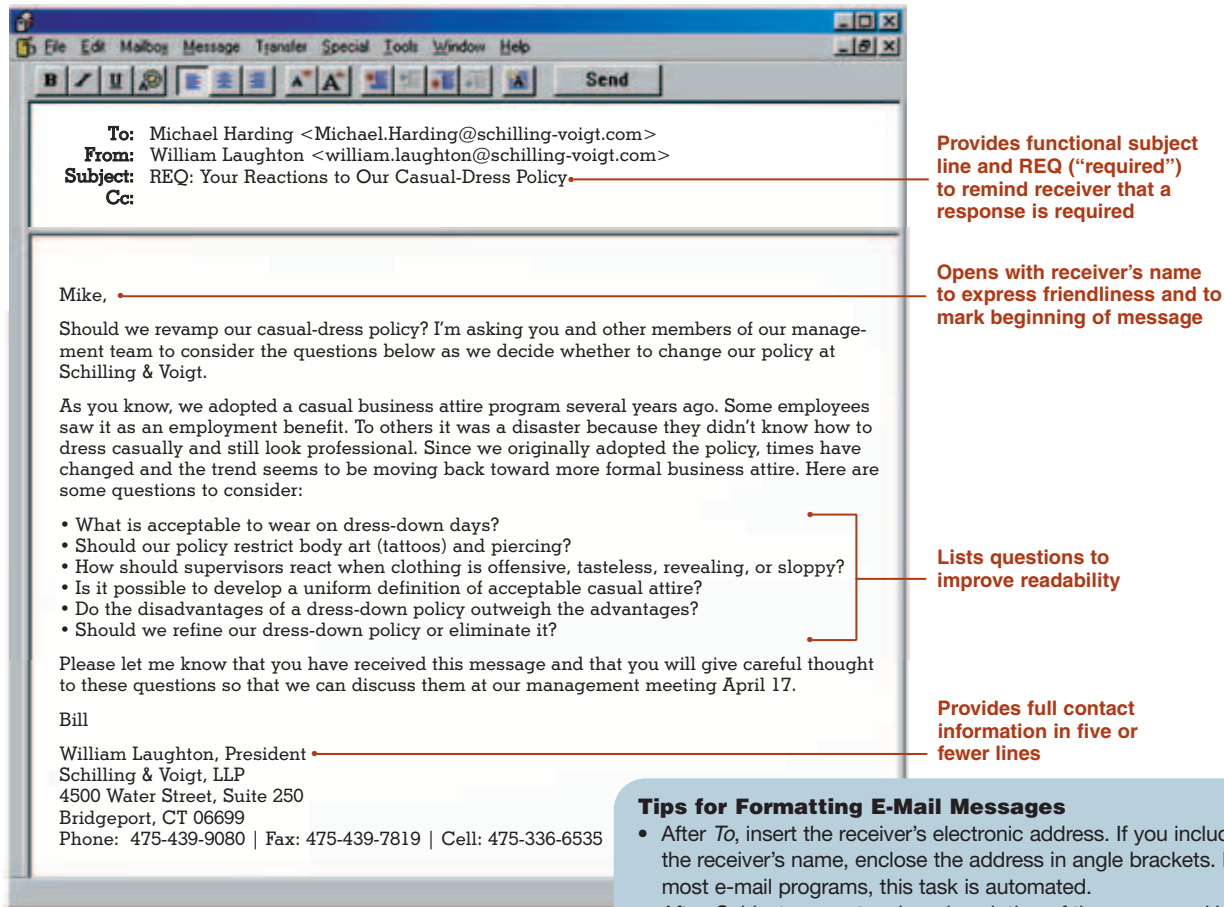 File Edit Mailbox Message Transfer Special Tools Window Help
B I U A A A A Send
To: Michael Harding <Michael.Harding@schilling-voigt.com>
From: William Laughton <william.laughton@schilling-voigt.com>
Subject: REQ: Your Reactions to Our Casual-Dress Policy
Cc:
Provides functional subject
line and REQ (“required”)
to remind receiver that a
response is required
Opens with receiver’s name
to express friendliness and to
mark beginning of message
Mike,
Should we revamp our casual-dress policy? I’m asking you and other members of our manage-
ment team to consider the questions below as we decide whether to change our policy at
Schilling & Voigt.
As you know, we adopted a casual business attire program several years ago. Some employees
saw it as an employment benefit. To others it was a disaster because they didn’t know how to
dress casually and still look professional. Since we originally adopted the policy, times have
changed and the trend seems to be moving back toward more formal business attire. Here are
some questions to consider:
• What is acceptable to wear on dress-down days?
• Should our policy restrict body art (tattoos) and piercing?
• How should supervisors react when clothing is offensive, tasteless, revealing, or sloppy?
• Is it possible to develop a uniform definition of acceptable casual attire?
• Do the disadvantages of a dress-down policy outweigh the advantages?
• Should we refine our dress-down policy or eliminate it?
Lists questions to
improve readability
Please let me know that you have received this message and that you will give careful thought
to these questions so that we can discuss them at our management meeting April 17.
Bill
Provides full contact
information in five or
fewer lines
William Laughton, President
Schilling & Voigt, LLP
4500 Water Street, Suite 250
Bridgeport, CT 06699
Phone: 475-439-9080 | Fax: 475-439-7819 | Cell: 475-336-6535
Tips for Formatting E-Mail Messages
• After To, insert the receiver’s electronic address. If you
the receiver’s name, enclose the address in angle brackets.
most e-mail programs, this task is automated.